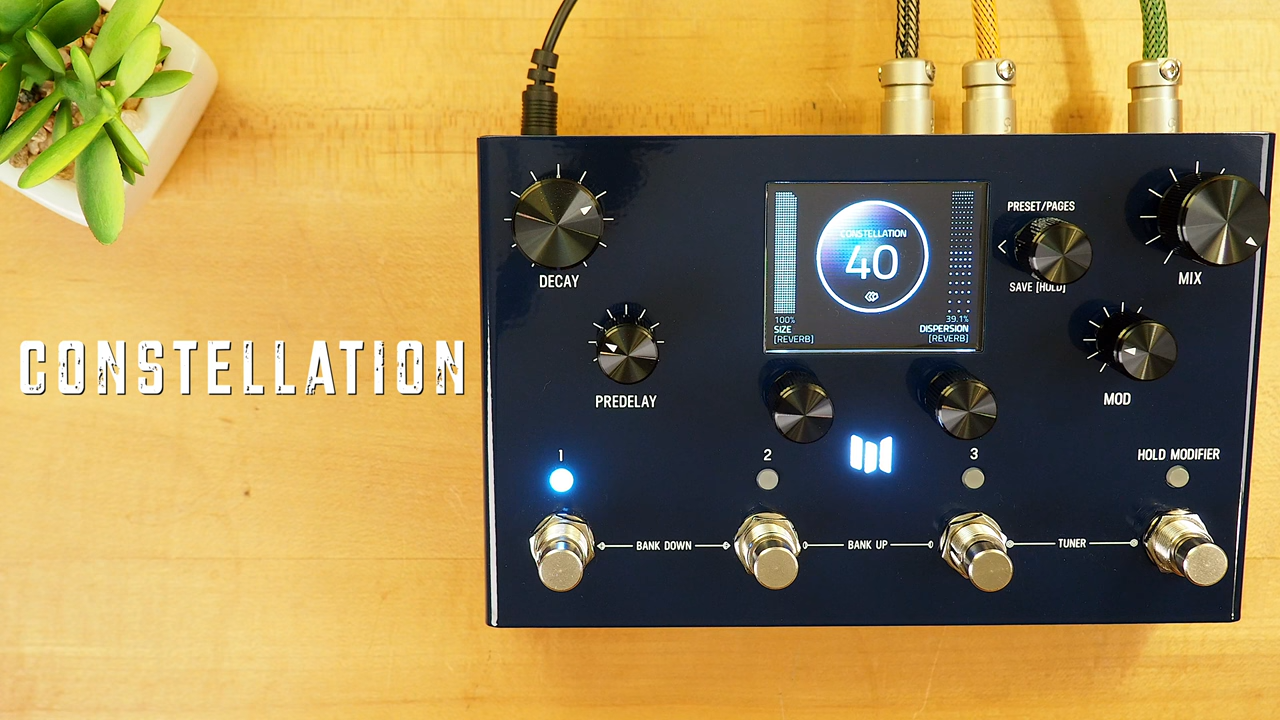 CONSTELLATION
DECAY
PREDELAY
CONSTELLATION
40
100%
SIZE
[REVERB]
39.1%
DISPERSION
[REVERB]
PRESET/PAGES
<
SAVE [HOLD]
MIX
MOD
1
2
3
HOLD MODIFIER
BANK DOWN
BANK UP
TUNER